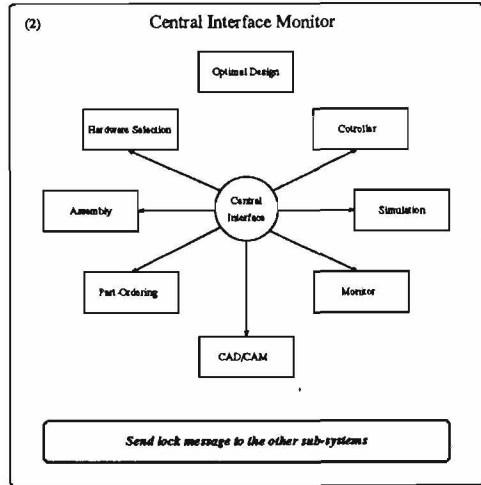 (2)
Central Interface Monitor
Optimal Design
Hardware Selection
Cotroller
Central
Interface
Assembly
Simulation
Part-Ordering
Monitor
CAD/CAM
Send lock message to the other sub-systems